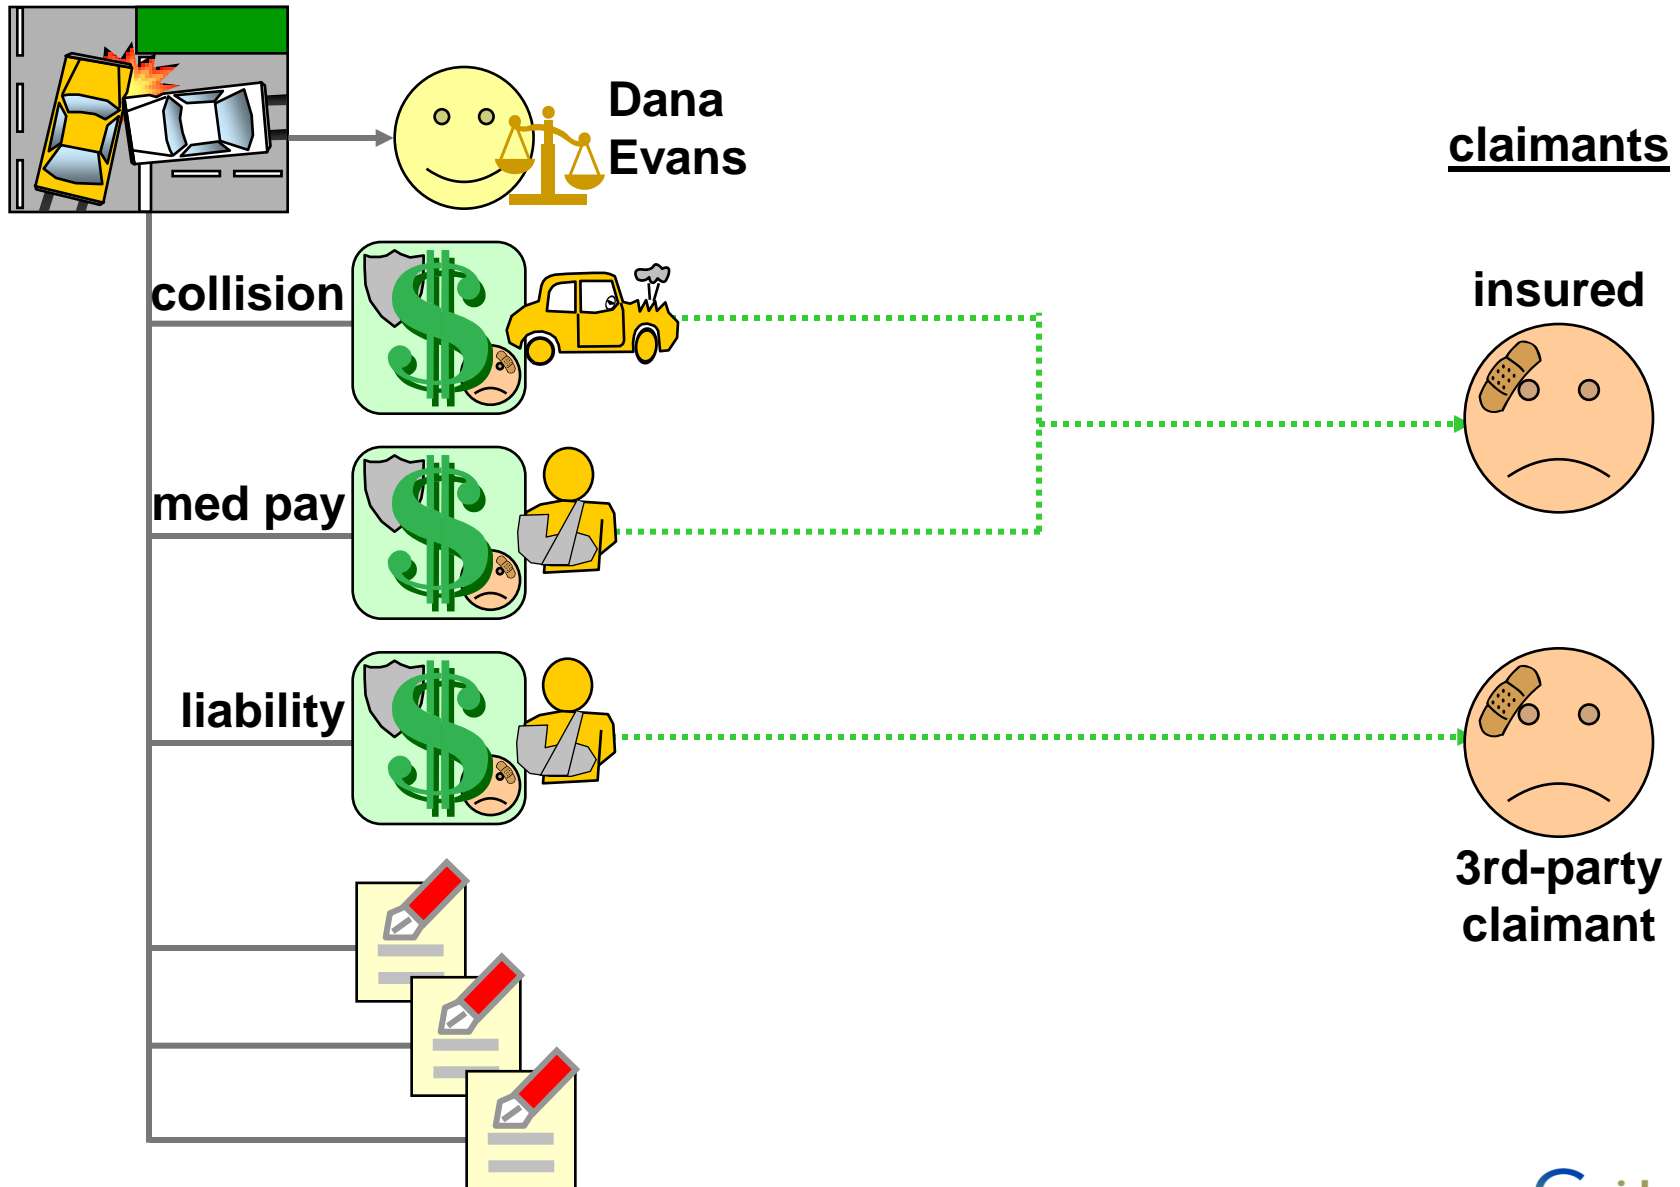 Dana
Evans
claimants
collision
insured
med pay
liability
3rd-party
claimant